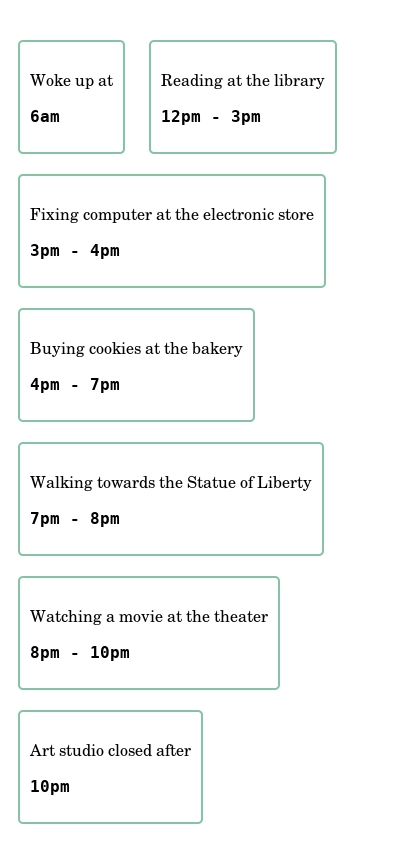 Woke up at
6am
Reading at the library
12pm - 3pm
Fixing computer at the electronic store
3pm - 4pm
Buying cookies at the bakery
4pm - 7pm
Walking towards the Statue of Liberty
7pm - 8pm
Watching a movie at the theater
8pm - 10pm
Art studio closed after
10pm